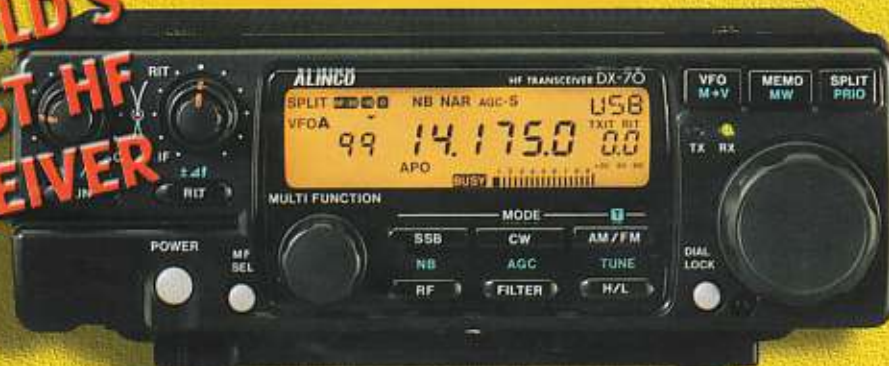 LD'S
ST HF
EIVER
RIT
IF
RIT
POWER
MF
SEL
ALINCO
HF TRANSCEIVER DX-70
SPLIT
NB NAR AGC-S
USB
VFOA
TXIT RIT
99
14.175.0
0.0
APO
BUSY
MULTI FUNCTION
MODE
T
SSB
CW
AM/FM
NB
AGC
TUNE
RF
FILTER
H/L
VFO
M→V
MEMO
MW
SPLIT
PRIO
TX RX
DIAL
LOCK